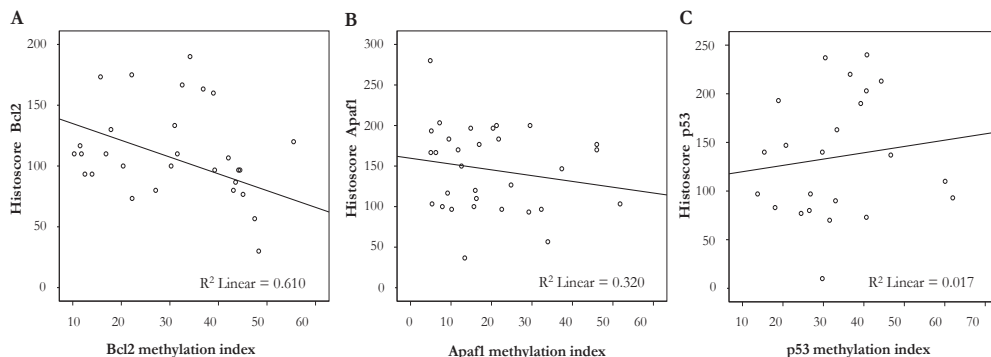 A
Histoscore Bcl2
200
150
100
50
0
R² Linear = 0.610
10 20 30 40 50 60
Bcl2 methylation index
B
Histoscore Apaf1
300
250
200
150
100
50
0
R² Linear = 0.320
0 10 20 30 40 50 60
Apaf1 methylation index
C
Histoscore p53
250
200
150
100
50
0
R² Linear = 0.017
10 20 30 40 50 60 70
p53 methylation index